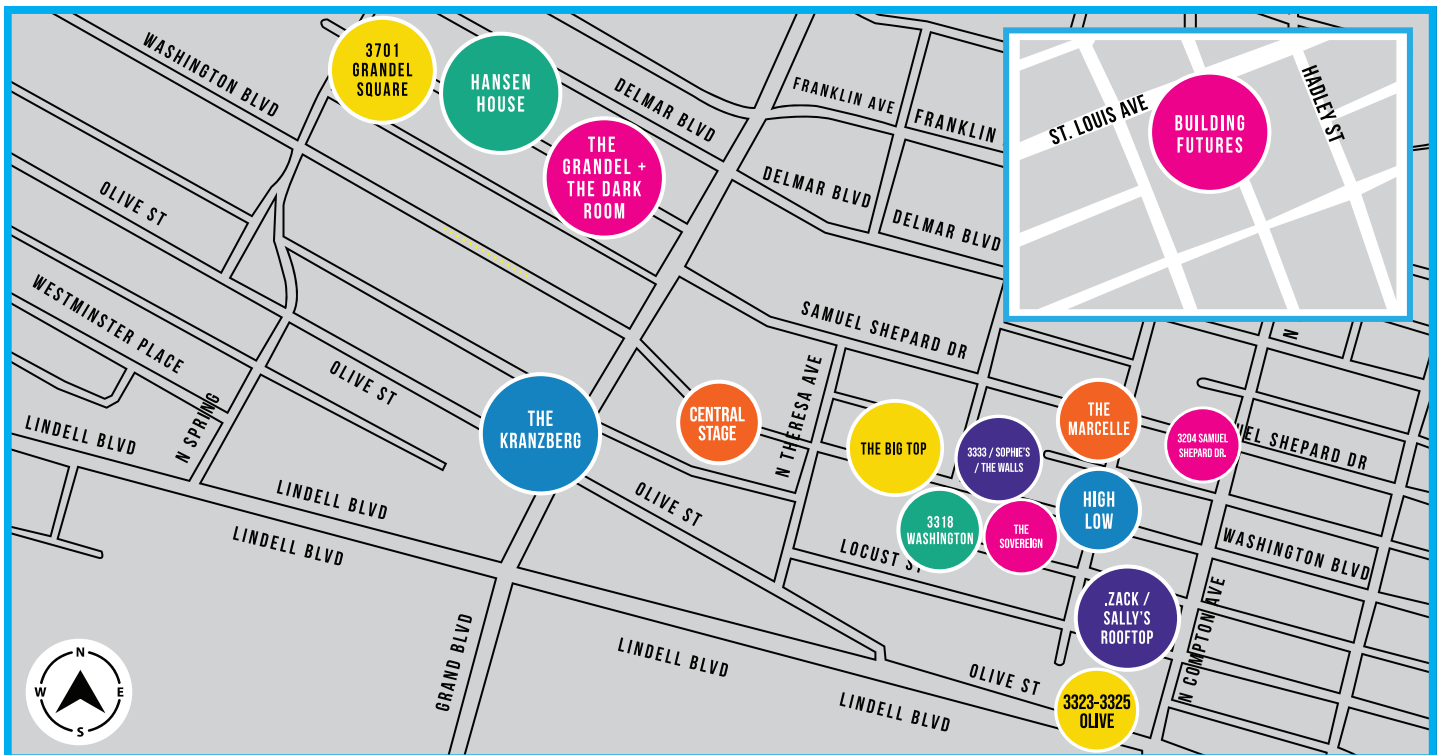 3701
GRANDEL
SQUARE
HANSEN
HOUSE
THE
GRANDEL +
THE DARK
ROOM
WASHINGTON BLVD
DELMAR BLVD
FRANKLIN AVE
FRANKLIN
DELMAR BLVD
DELMAR BLVD
ST. LOUIS AVE
HADLEY ST
BUILDING
FUTURES
OLIVE ST
WESTMINSTER PLACE
SAMUEL SHEPARD DR
N
OLIVE ST
N SPRING
LINDELL BLVD
THE
KRANZBERG
CENTRAL
STAGE
N THERESA AVE
THE BIG TOP
3333 / SOPHIE'S
/ THE WALLS
THE
MARCELLE
3204 SAMUEL
SHEPARD DR.
UEL SHEPARD DR
LINDELL BLVD
LINDELL BLVD
OLIVE ST
3318
WASHINGTON
THE
SOVEREIGN
HIGH
LOW
LOCUST S
WASHINGTON BLVD
.ZACK /
SALLY'S
ROOFTOP
N COMPTON AVE
GRAND BLVD
LINDELL BLVD
OLIVE ST
LINDELL BLVD
3323-3325
OLIVE
N
W
E
S